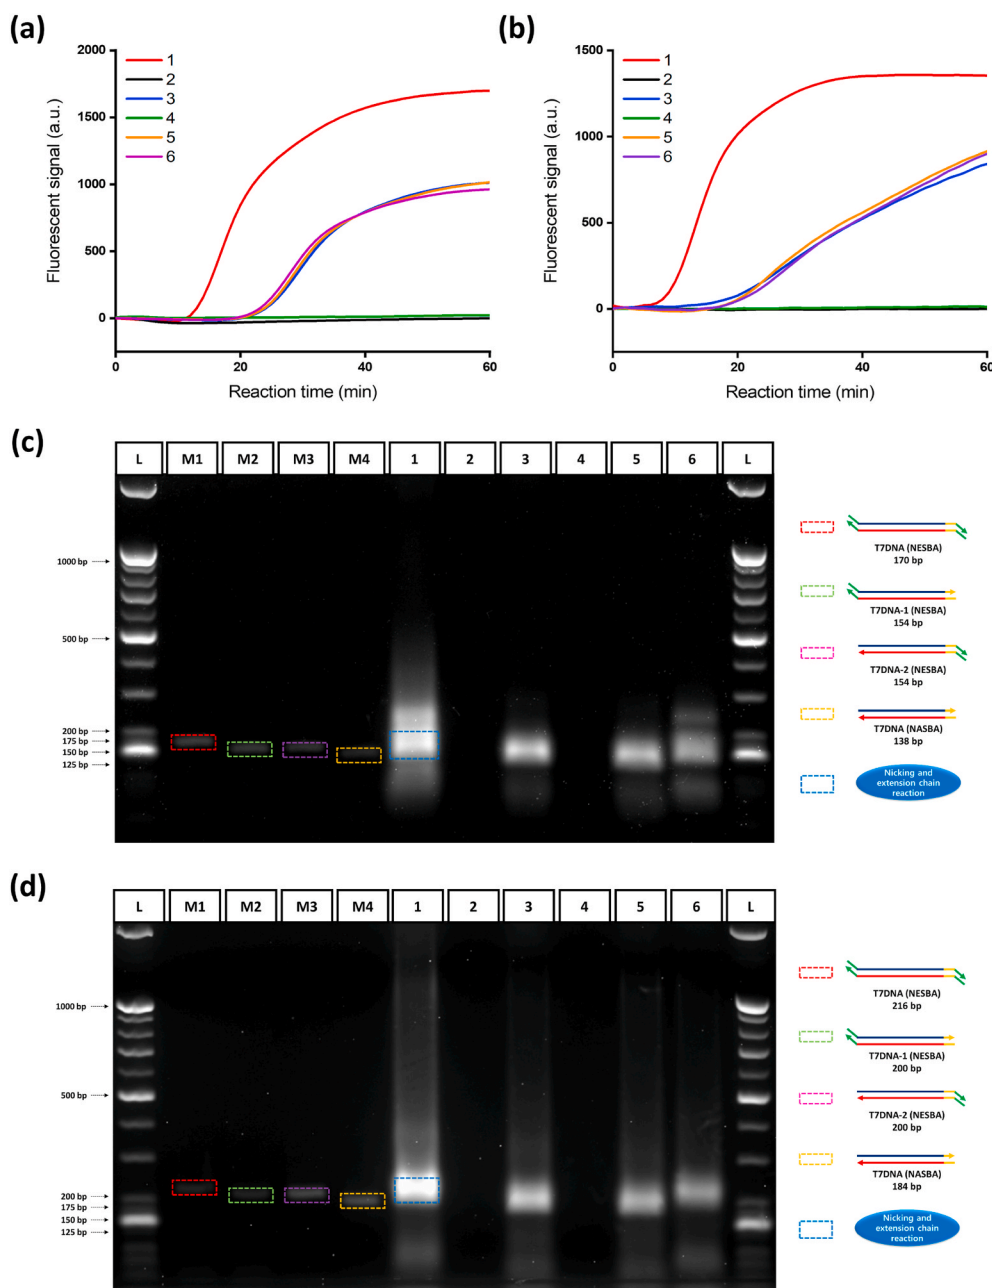 (a)
2000
1500
1000
500
0
Fluorescent signal (a.u.)
1
2
3
4
5
6
0
20
40
60
Reaction time (min)
(b)
1500
1000
500
0
Fluorescent signal (a.u.)
1
2
3
4
5
6
0
20
40
60
Reaction time (min)
(c)
L M1 M2 M3 M4 1 2 3 4 5 6 L
1000 bp
500 bp
200 bp
175 bp
150 bp
125 bp
T7DNA (NESBA)
170 bp
T7DNA-1 (NESBA)
154 bp
T7DNA-2 (NESBA)
154 bp
T7DNA (NASBA)
138 bp
Nicking and
extension chain
reaction
(d)
L M1 M2 M3 M4 1 2 3 4 5 6 L
1000 bp
500 bp
200 bp
175 bp
150 bp
125 bp
T7DNA (NESBA)
216 bp
T7DNA-1 (NESBA)
200 bp
T7DNA-2 (NESBA)
200 bp
T7DNA (NASBA)
184 bp
Nicking and
extension chain
reaction